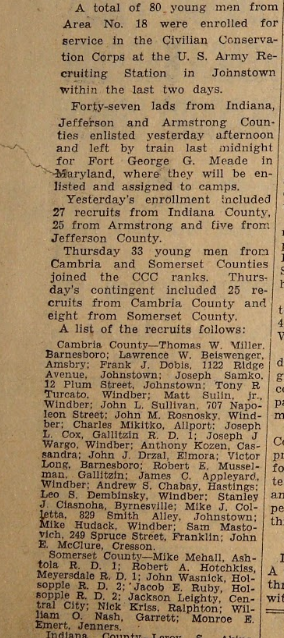 A total of 80 young men from
Area No. 18 were enrolled for
service in the Civilian Conserva-
tion Corps at the U. S. Army Re-
cruiting Station in Johnstown
within the last two days.
Forty-seven lads from Indiana,
Jefferson and Armstrong Coun-
ties enlisted yesterday afternoon
and left by train last midnight
for Fort George G. Meade in
Maryland, where they will be en-
listed and assigned to camps.
Yesterday's enrollment included
27 recruits from Indiana County,
25 from Armstrong and five from
Jefferson County.
Thursday 33 young men from
Cambria and Somerset Counties
joined the CCC ranks. Thurs-
day's contingent included 25 re-
cruits from Cambria County and
eight from Somerset County.
A list of the recruits follows:
Cambria County—Thomas W. Miller,
Barnesboro; Lawrence W. Beiswenger,
Amsbry; Frank J. Dobis, 1122 Ridge
Avenue, Johnstown; Joseph Samko,
12 Plum Street, Johnstown; Tony R
Turcato, Windber; Matt Sulin, jr.,
Windber; John L. Sullivan, 707 Napo-
leon Street; John M. Bosnosky, Wind-
ber; Charles Mikitko, Allport; Joseph
L. Cox, Gallitzin R. D. 1; Joseph J.
Wargo, Windber; Anthony Kozen, Cas-
sandra; John J. Drzal, Elmora; Victor
Long, Barnesboro; Robert E. Mussel-
man, Gallitzin; James C. Appleyard,
Windber; Andrew S. Chabay, Hastings;
Leo S. Dembinsky, Windber; Stanley
J. Ciasnoha, Byrnesville; Mike J. Col-
letta, 829 Smith Alley, Johnstown;
Mike Hudack, Windber; Sam Masto-
vich, 249 Spruce Street, Franklin; John
E. McClure, Cresson.
Somerset County—Mike Mehall, Ash-
tola R. D. 1; Robert A. Hotchkiss,
Meyersdale R. D. 1; John Wasnick, Hol-
sopple R. D. 2; Jacob E. Ruby, Hol-
sopple R. D. 2; Jackson Leighty, Cen-
tral City; Nick Kriss, Ralphton; Wil-
liam O. Nash, Garrett; Monroe E.
Emert, Jenners.
Indiana County